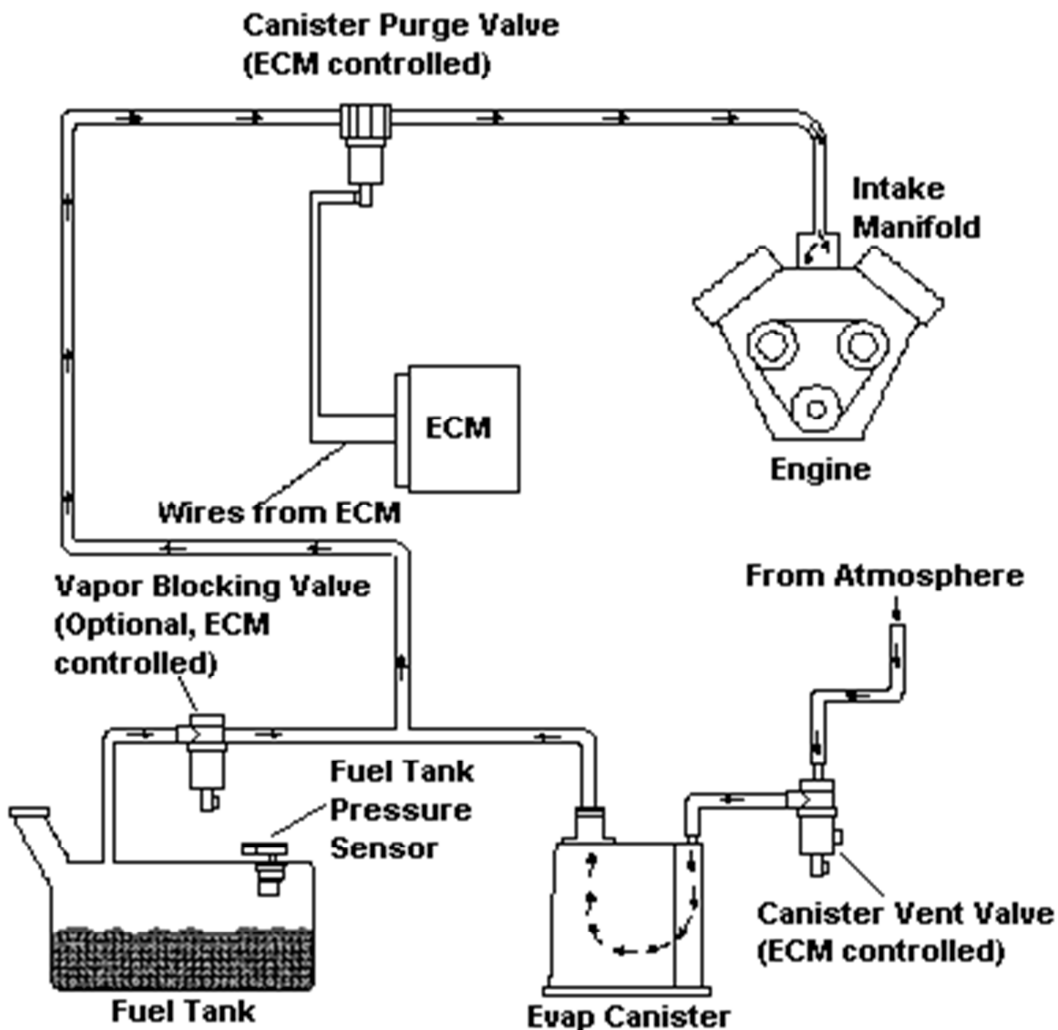 Canister Purge Valve
(ECM controlled)
Intake
Manifold
ECM
Engine
Wires from ECM
From Atmosphere
Vapor Blocking Valve
(Optional, ECM
controlled)
Fuel Tank
Pressure
Sensor
Canister Vent Valve
(ECM controlled)
Fuel Tank
Evap Canister